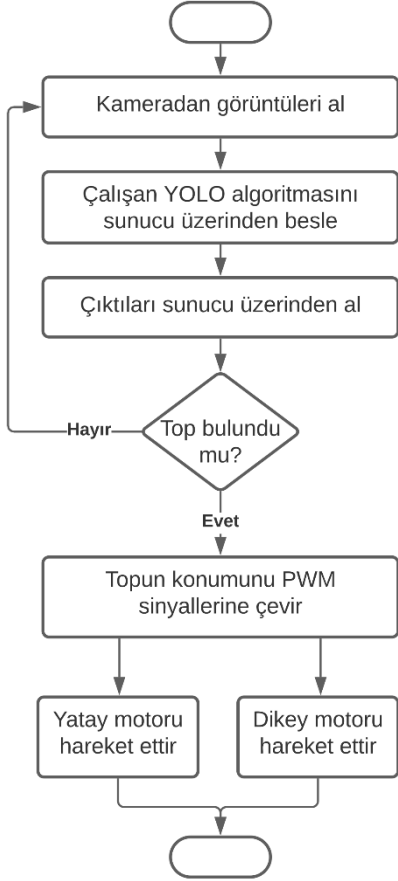 Kameradan görüntüleri al
Çalışan YOLO algoritmasını
sunucu üzerinden besle
Çıktıları sunucu üzerinden al
Top bulundu
mu?
Hayır
Evet
Topun konumunu PWM
sinyallerine çevir
Yatay motoru
hareket ettir
Dikey motoru
hareket ettir